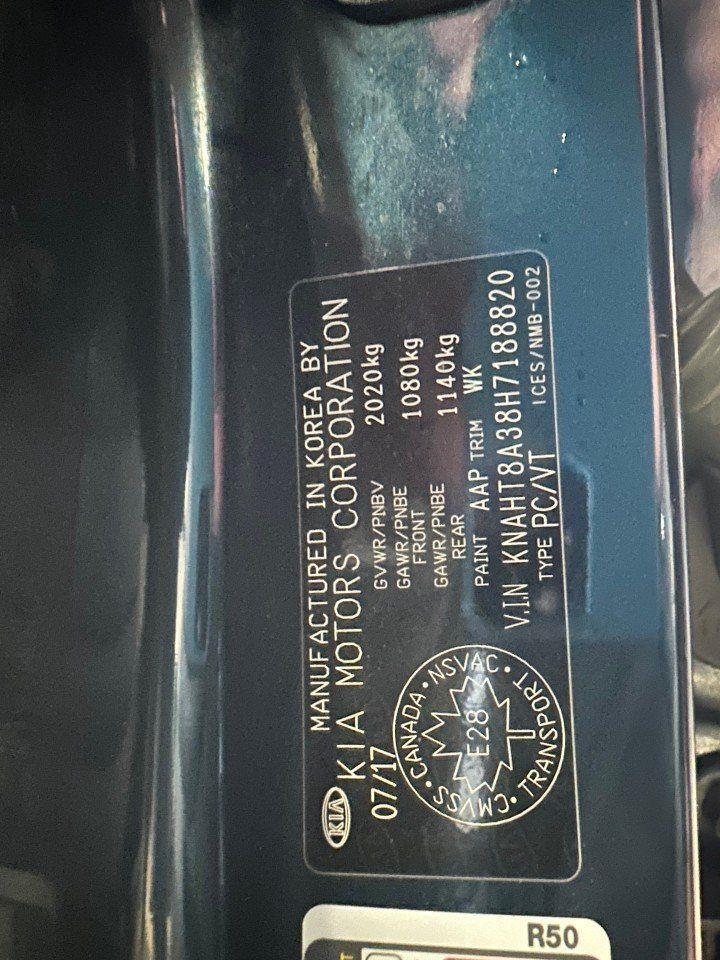 KIA
MANUFACTURED IN KOREA BY
KIA MOTORS CORPORATION
07/17
GVWR/PNBV 2020kg
GAWR/PNBE FRONT 1080kg
GAWR/PNBE REAR 1140kg
PAINT AAP TRIM WK
V.I.N KNAHT8A38H7188820
TYPE PC/VT ICES/NMB-002
CMVSS • CANADA • NSVAC • TRANSPORT •
E28
R50